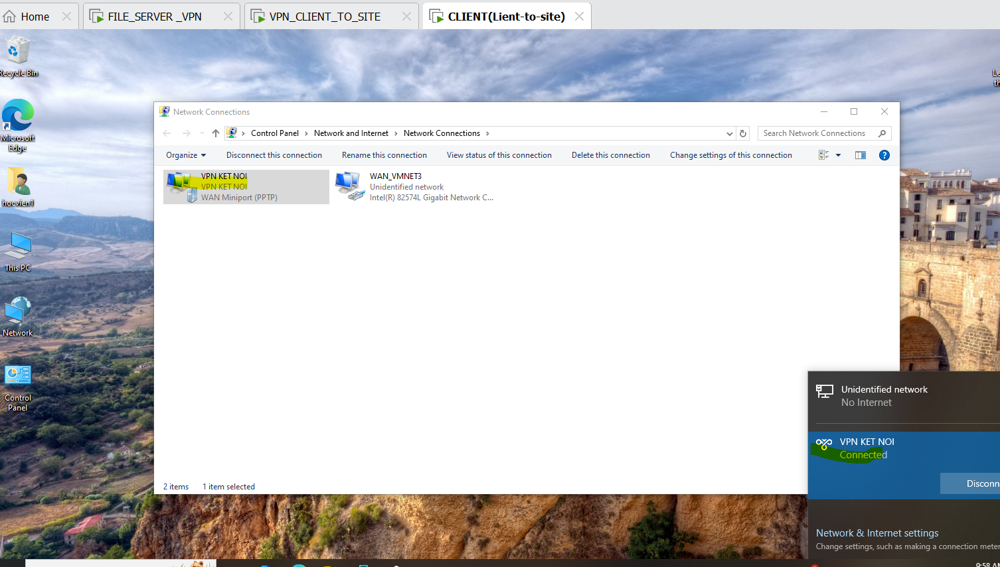 Home
FILE_SERVER _VPN
VPN_CLIENT_TO_SITE
CLIENT(Lient-to-site)
Recycle Bin
Microsoft
Edge
hocvien1
This PC
Network
Control
Panel
Network Connections
Control Panel
Network and Internet
Network Connections
Search Network Connections
Organize
Disconnect this connection
Rename this connection
View status of this connection
Delete this connection
Change settings of this connection
VPN KET NOI
VPN KET NOI
WAN Miniport (PPTP)
WAN_VMNET3
Unidentified network
Intel(R) 82574L Gigabit Network C...
2 items
1 item selected
Le
th
Unidentified network
No Internet
VPN KET NOI
Connected
Disconn
Network & Internet settings
Change settings, such as making a connection meter
9:58 AM